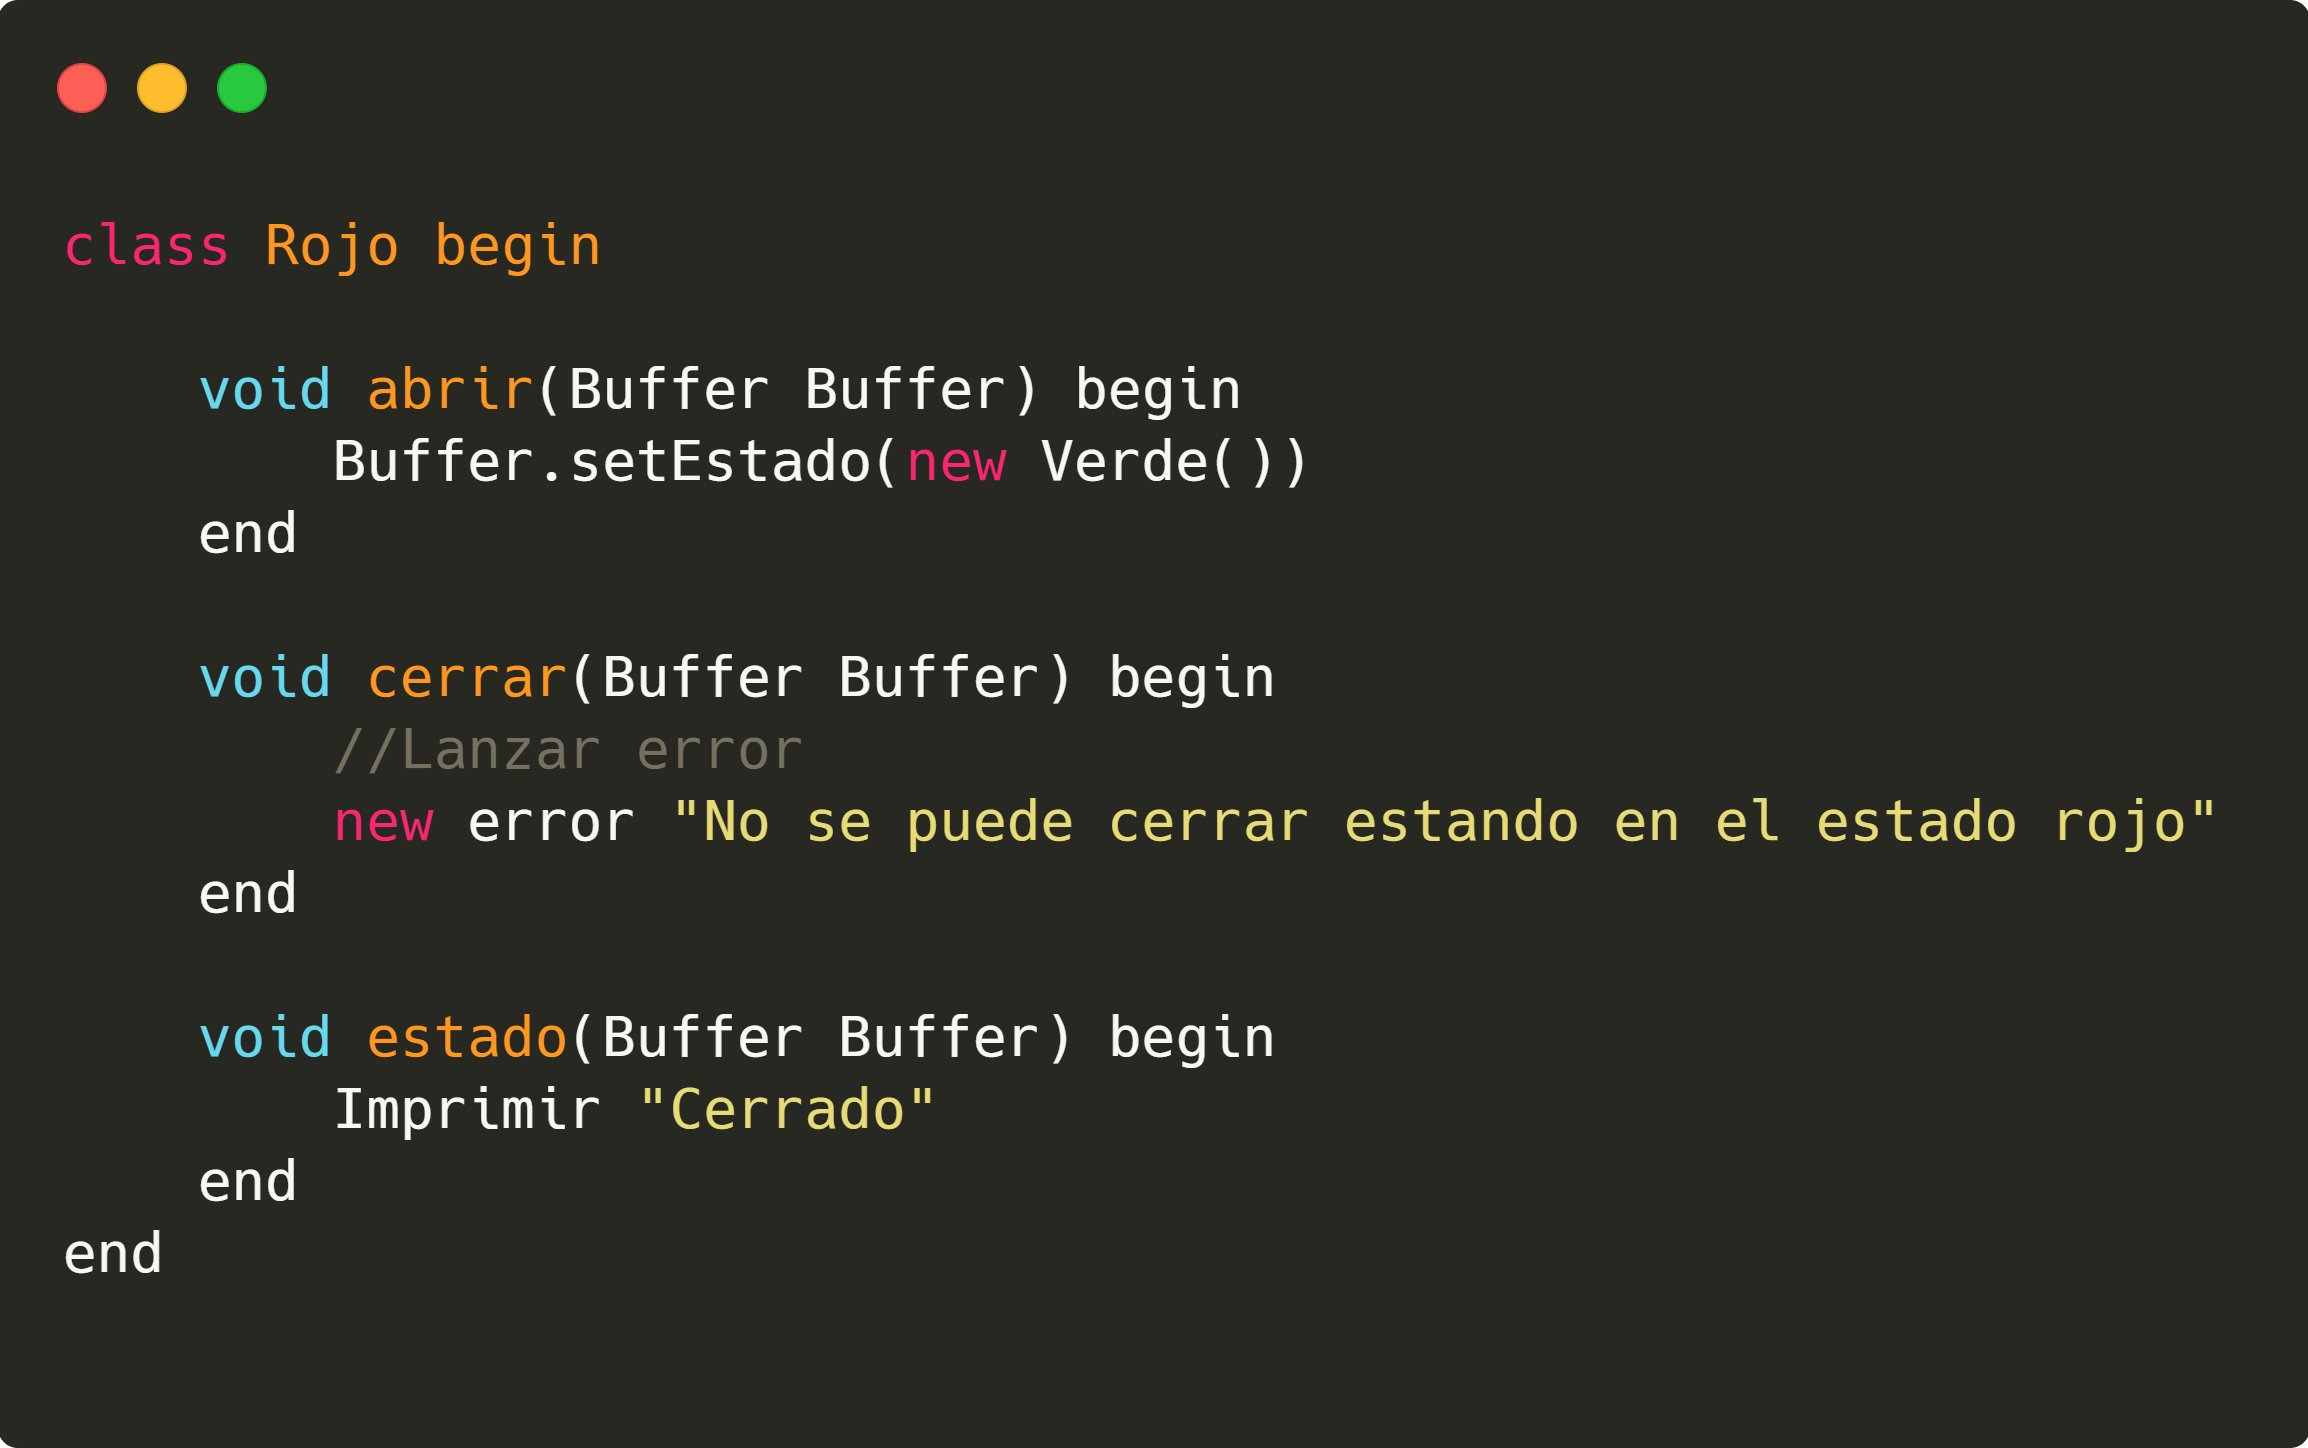 class Rojo begin
void abrir(Buffer Buffer) begin
Buffer.setEstado(new Verde())
end
void cerrar(Buffer Buffer) begin
//Lanzar error
new error "No se puede cerrar estando en el estado rojo"
end
void estado(Buffer Buffer) begin
Imprimir "Cerrado"
end
end